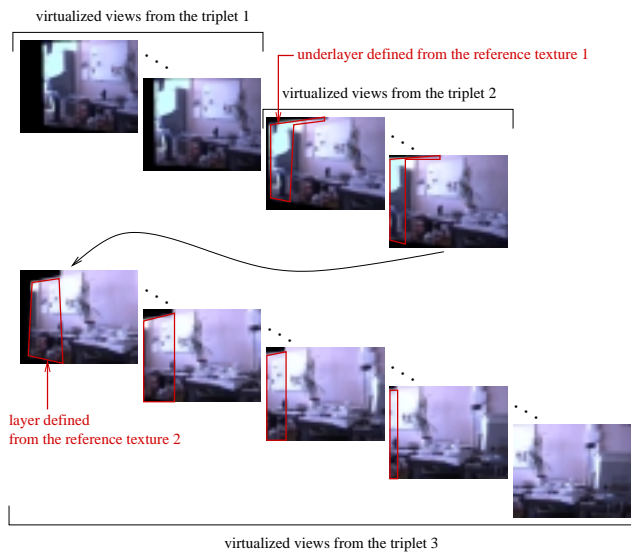 virtualized views from the triplet 1
underlayer defined from the reference texture 1
virtualized views from the triplet 2
layer defined
from the reference texture 2
virtualized views from the triplet 3